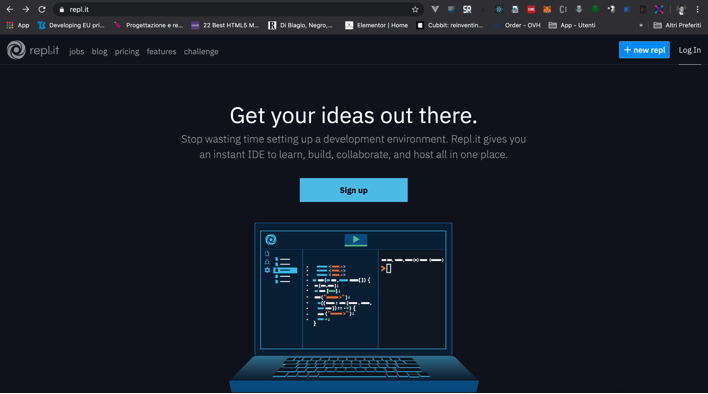 repl.it
App
Developing EU pri...
Progettazione e re...
22 Best HTML5 M...
Di Biagio, Negro,...
Elementor | Home
Cubbit: reinventin...
Order - OVH
App - Utenti
»
Altri Preferiti
repl.it
jobs
blog
pricing
features
challenge
+ new repl
Log In
Get your ideas out there.
Stop wasting time setting up a development environment. Repl.it gives you
an instant IDE to learn, build, collaborate, and host all in one place.
Sign up